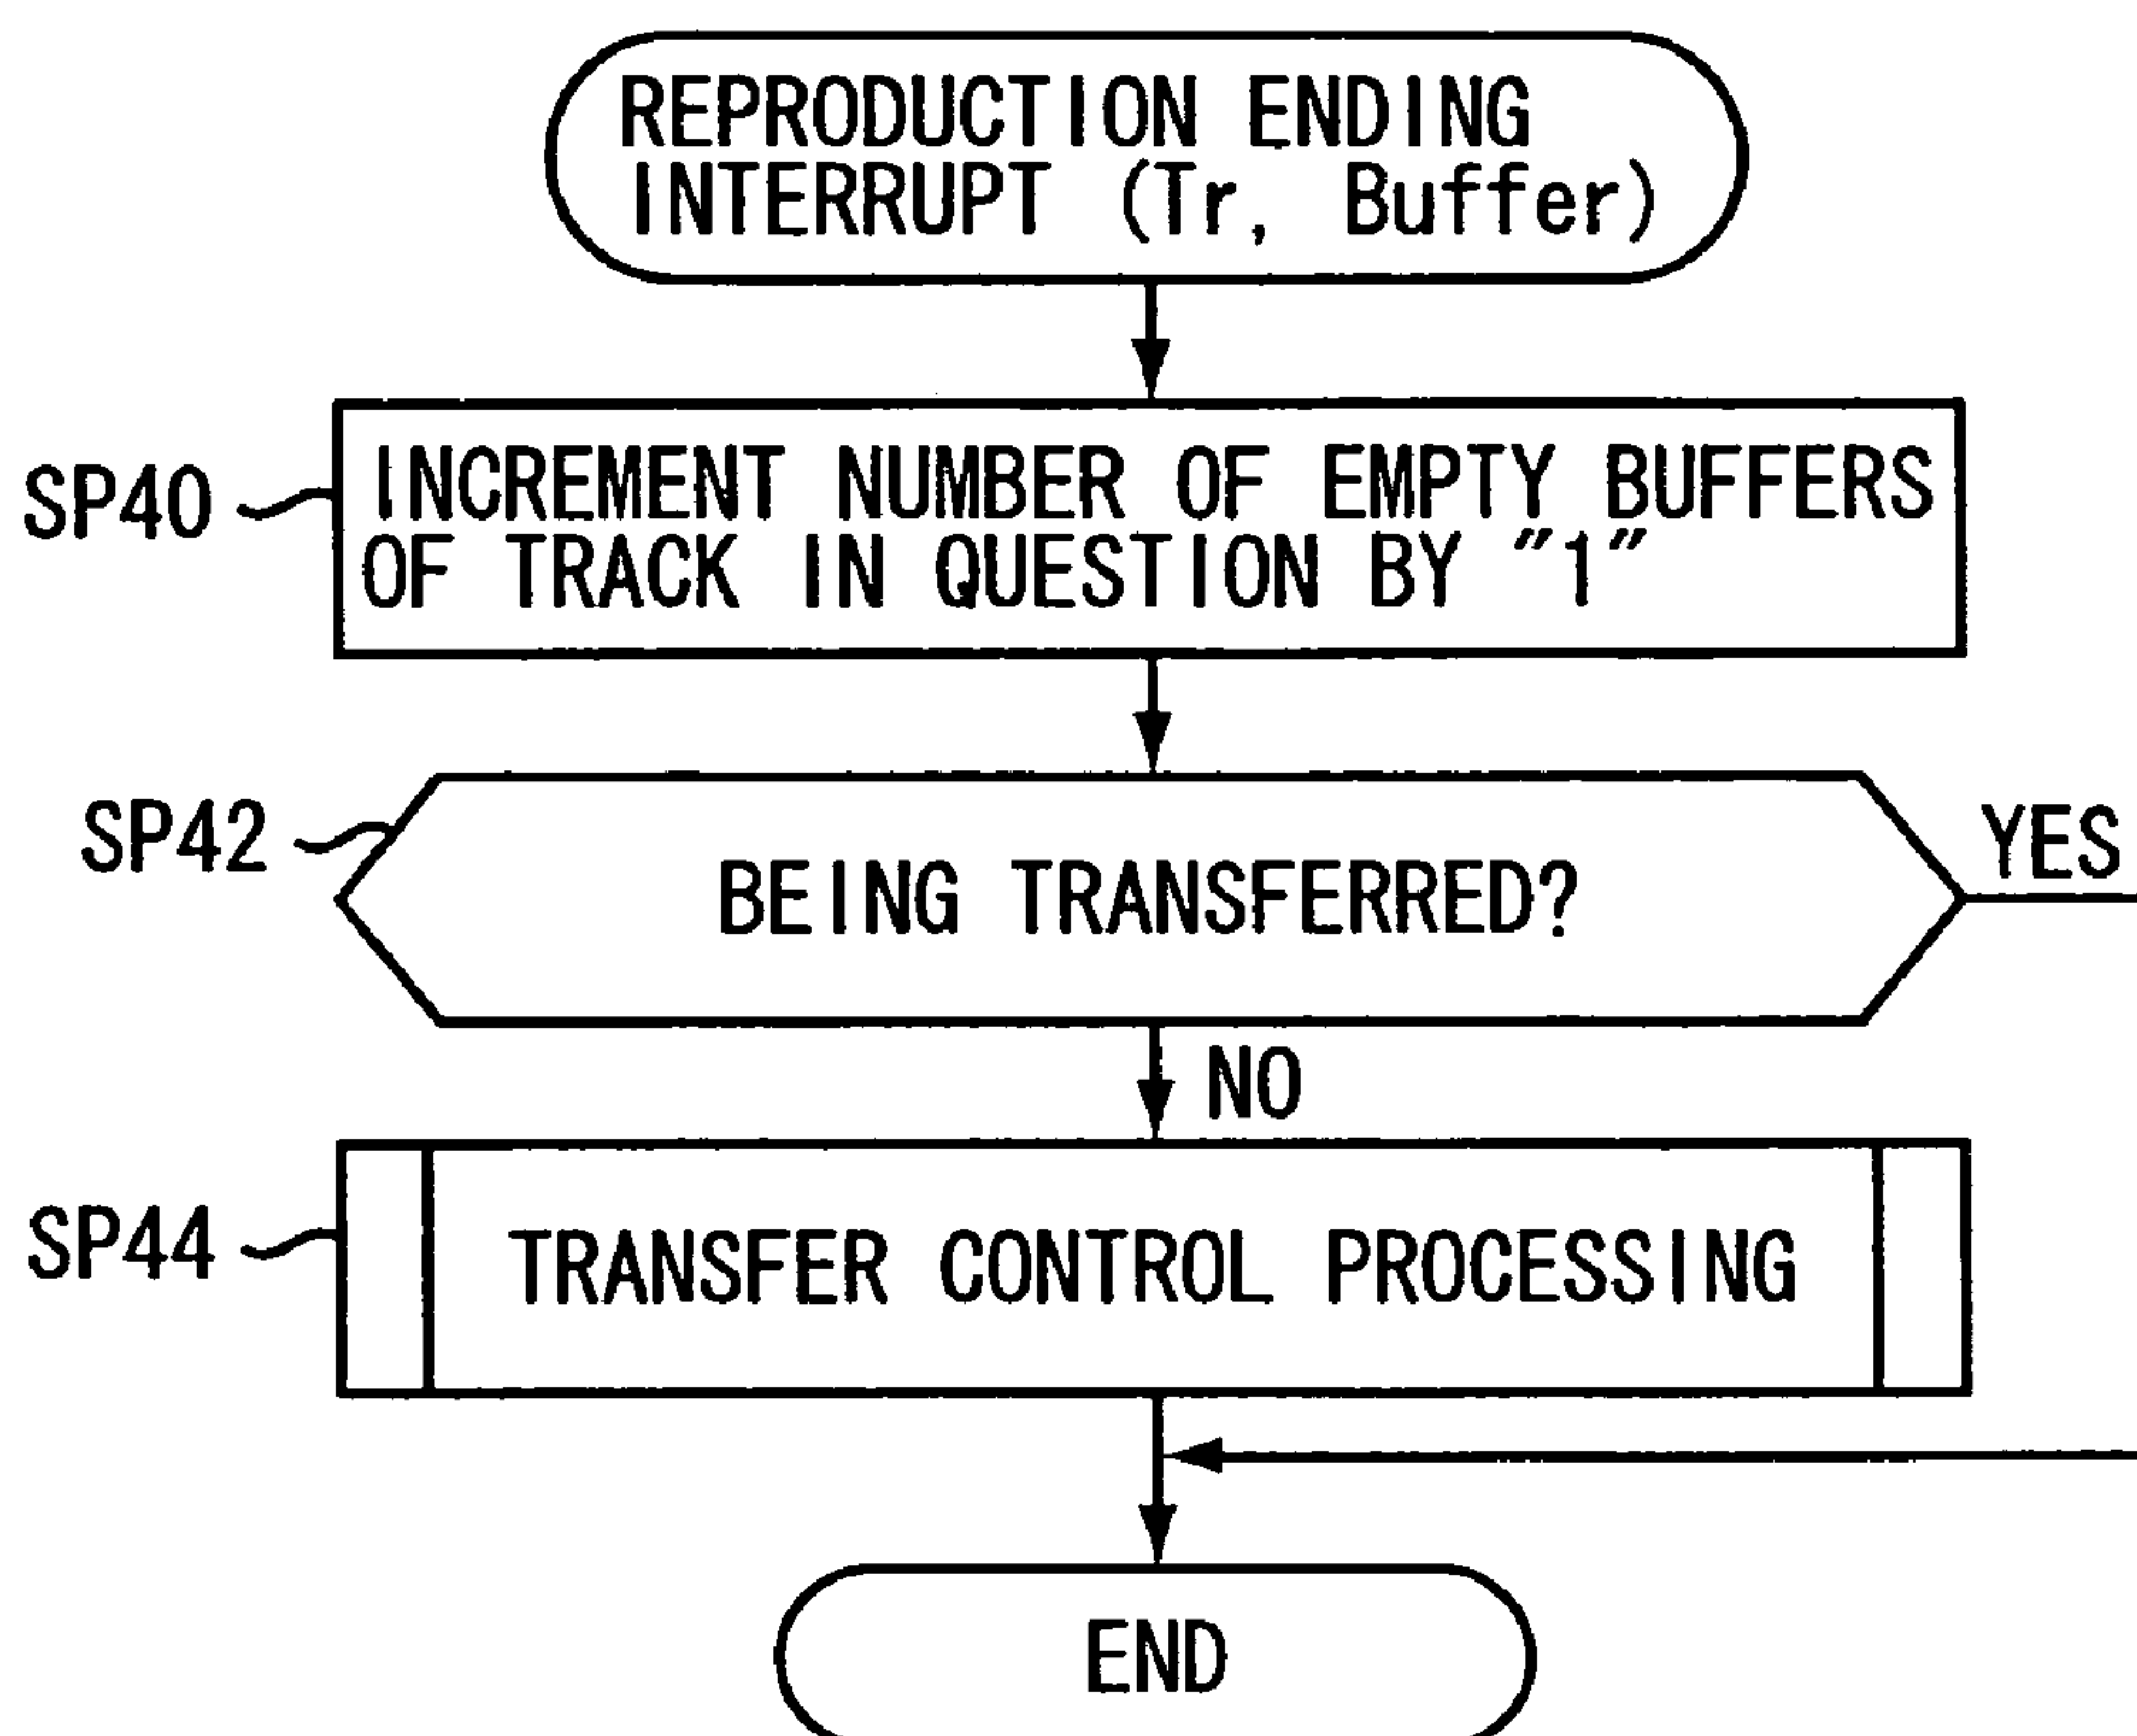 REPRODUCTION ENDING
INTERRUPT (Tr, Buffer)
SP40
INCREMENT NUMBER OF EMPTY BUFFERS
OF TRACK IN QUESTION BY "1"
SP42
BEING TRANSFERRED?
YES
NO
SP44
TRANSFER CONTROL PROCESSING
END